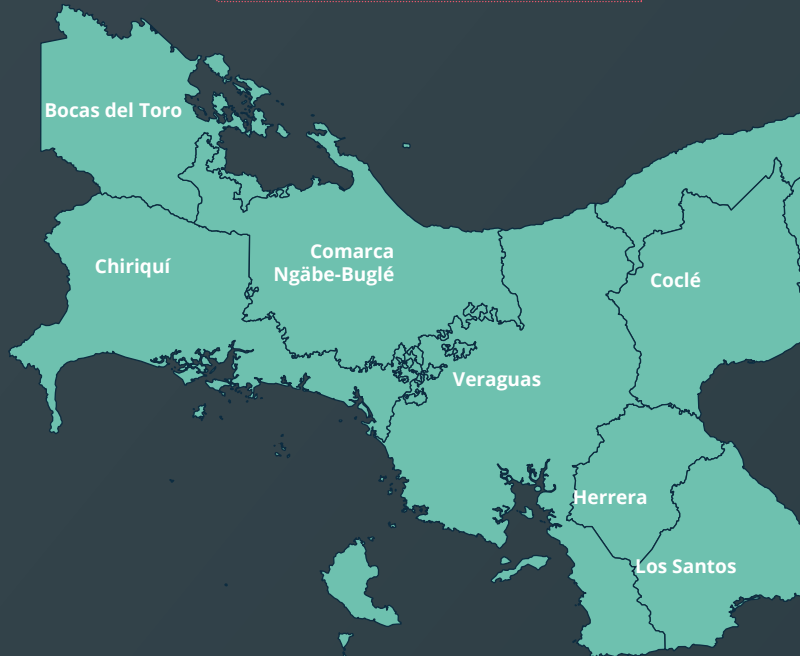 Bocas del Toro
Chiriquí
Comarca
Ngäbe-Buglé
Coclé
Veraguas
Herrera
Los Santos